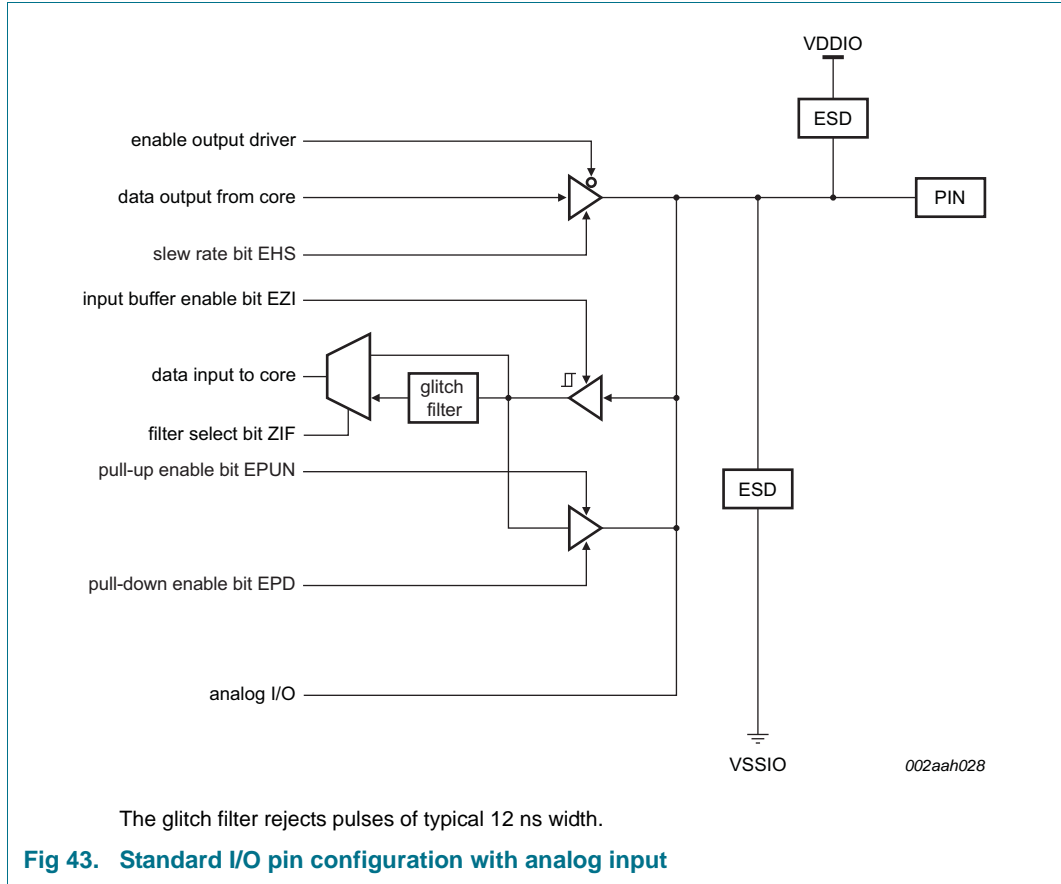 VDDIO
ESD
enable output driver
data output from core
PIN
slew rate bit EHS
input buffer enable bit EZI
data input to core
glitch
filter
filter select bit ZIF
pull-up enable bit EPUN
ESD
pull-down enable bit EPD
analog I/O
VSSIO
002aah028
The glitch filter rejects pulses of typical 12 ns width.
Fig 43. Standard I/O pin configuration with analog input